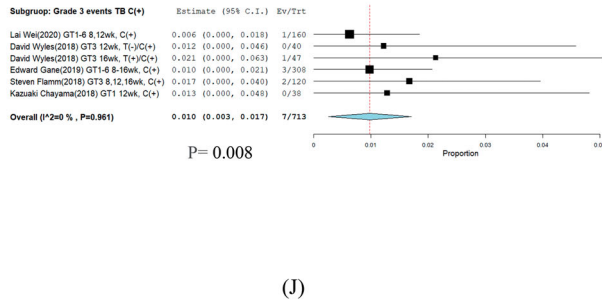 Subgroup: Grade 3 events TB C(+) Estimate (95% C.I.) Ev/Trt
Lai Wei(2020) GT1-6 8,12wk, C(+) 0.006 (0.000, 0.018) 1/160
David Wyles(2018) GT3 12wk, T(-)/C(+) 0.012 (0.000, 0.046) 0/40
David Wyles(2018) GT3 16wk, T(+)/C(+) 0.021 (0.000, 0.063) 1/47
Edward Gane(2019) GT1-6 8-16wk, C(+) 0.010 (0.000, 0.021) 3/308
Steven Flamm(2018) GT3 8,12,16wk, C(+) 0.017 (0.000, 0.040) 2/120
Kazuaki Chayama(2018) GT1 12wk, C(+) 0.013 (0.000, 0.048) 0/38
Overall (I^2=0 % , P=0.961) 0.010 (0.003, 0.017) 7/713
P= 0.008
0 0.01 0.02 0.03 0.04 0.0
Proportion
(J)